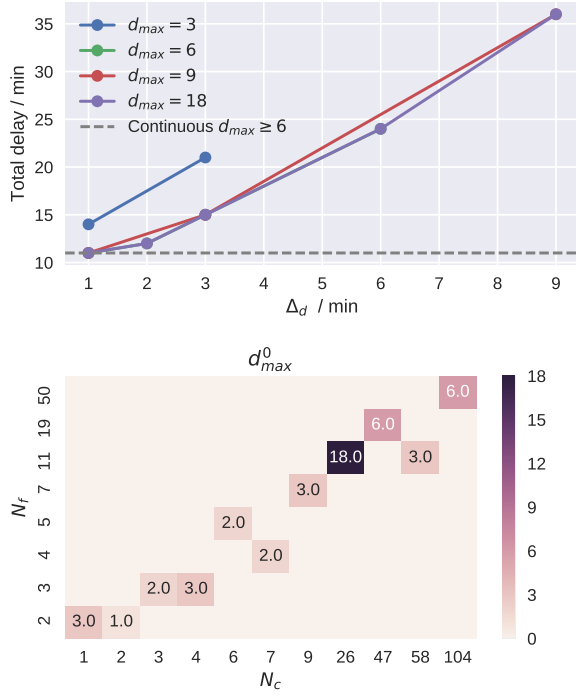 35
30
25
20
15
10
Total delay / min
d_max = 3
d_max = 6
d_max = 9
d_max = 18
Continuous d_max ≥ 6
1 2 3 4 5 6 7 8 9
Δ_d / min
d^0_max
50
19
11
7
5
4
3
2
N_f
6.0
6.0
18.0 3.0
3.0
2.0
2.0
2.0 3.0
3.0 1.0
1 2 3 4 6 7 9 26 47 58 104
N_c
18
15
12
9
6
3
0